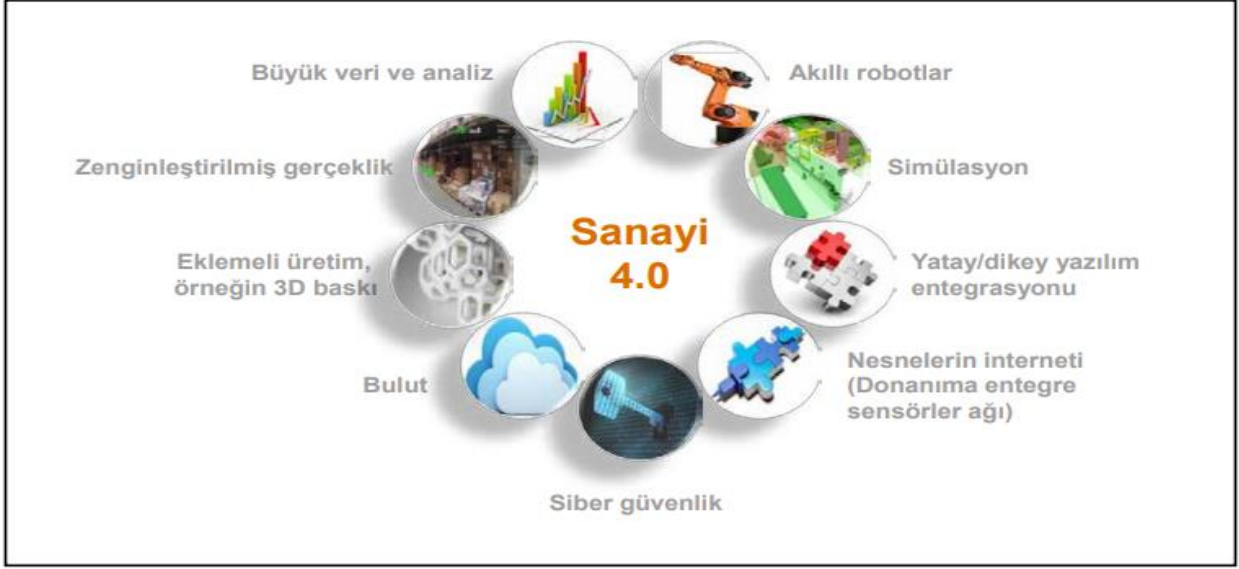 Büyük veri ve analiz
Akıllı robotlar
Zenginleştirilmiş gerçeklik
Simülasyon
Sanayi
4.0
Eklemeli üretim,
örneğin 3D baskı
Yatay/dikey yazılım
entegrasyonu
Bulut
Nesnelerin interneti
(Donanıma entegre
sensörler ağı)
Siber güvenlik